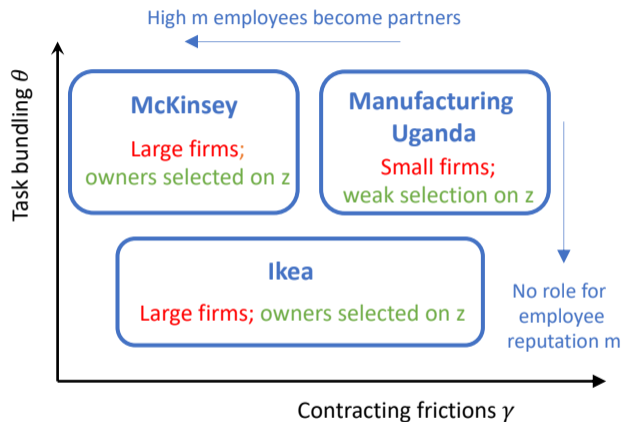 High m employees become partners
Task bundling θ
McKinsey
Large firms;
owners selected on z
Manufacturing
Uganda
Small firms;
weak selection on z
Ikea
Large firms; owners selected on z
No role for
employee
reputation m
Contracting frictions γ